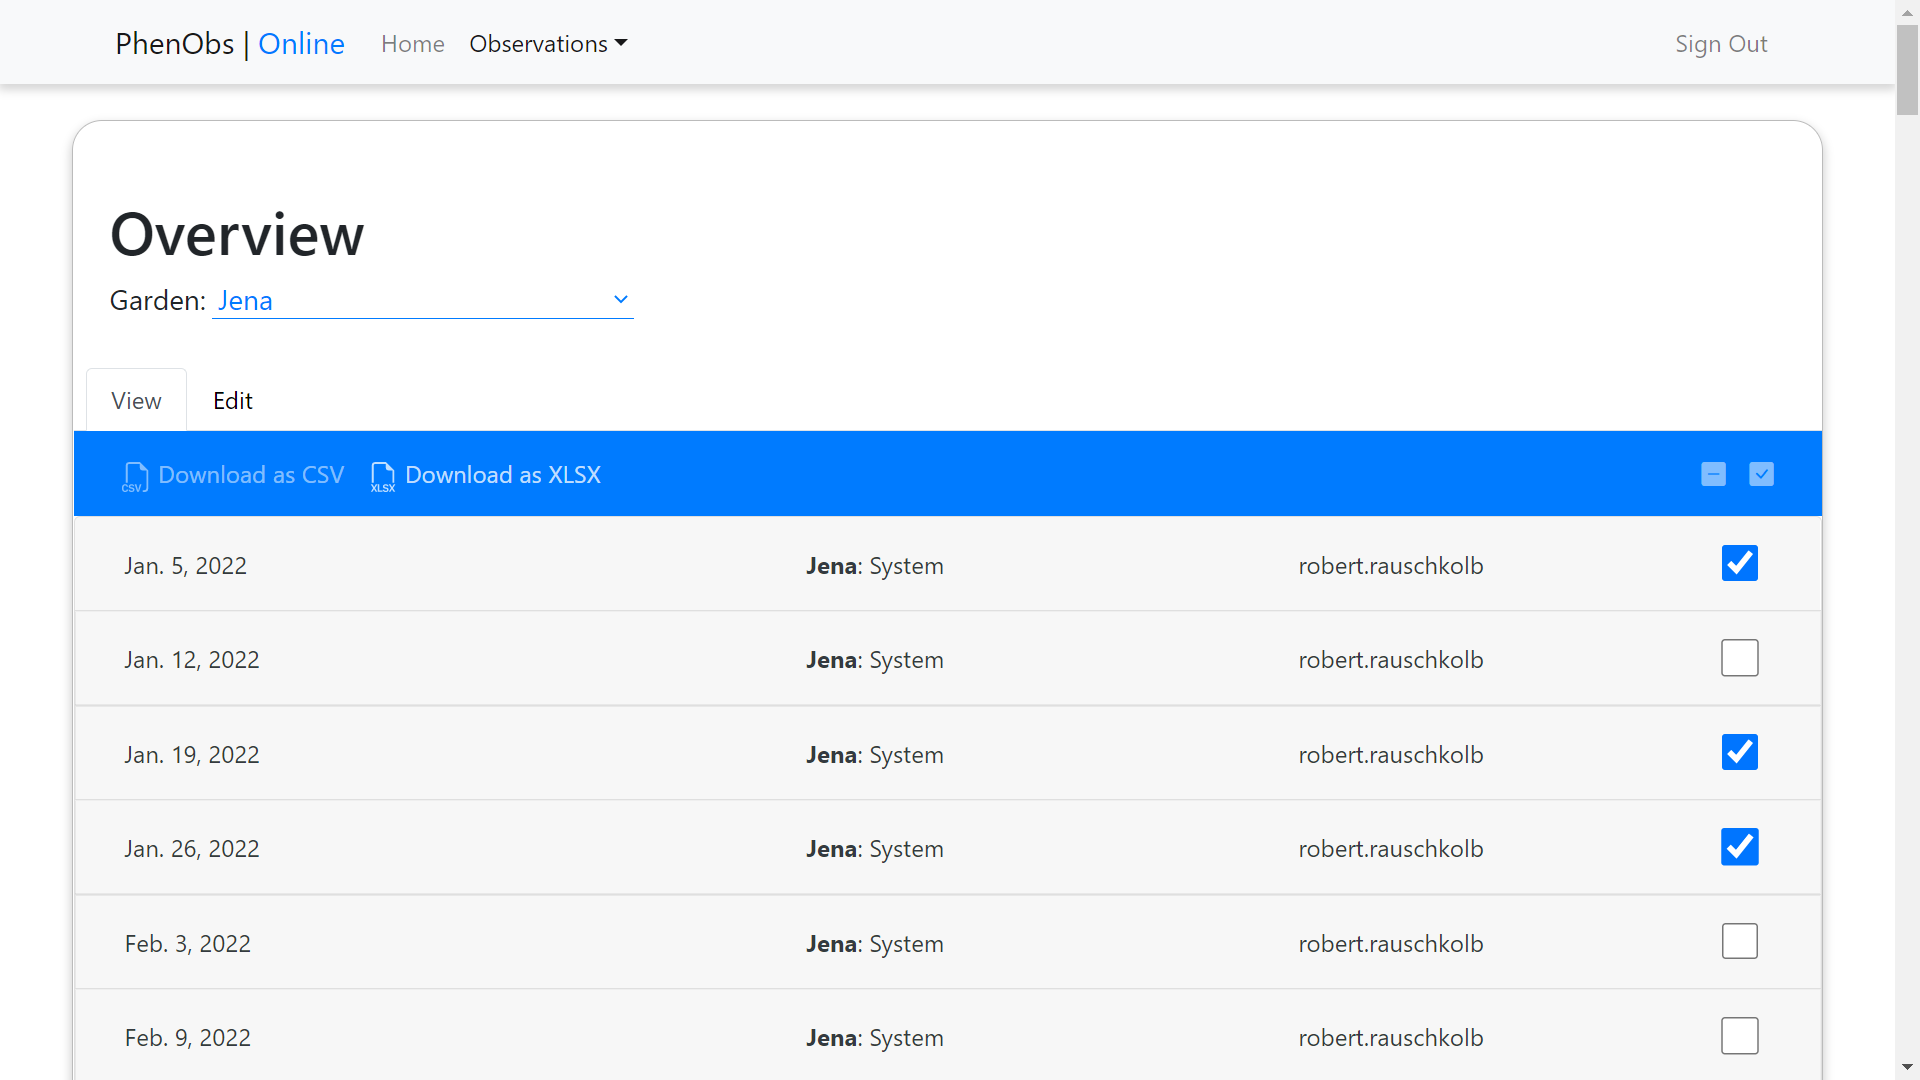 PhenObs | Online Home Observations Sign Out
Overview
Garden: Jena
View Edit
CSV Download as CSV XLSX Download as XLSX
Jan. 5, 2022 Jena: System robert.rauschkolb
Jan. 12, 2022 Jena: System robert.rauschkolb
Jan. 19, 2022 Jena: System robert.rauschkolb
Jan. 26, 2022 Jena: System robert.rauschkolb
Feb. 3, 2022 Jena: System robert.rauschkolb
Feb. 9, 2022 Jena: System robert.rauschkolb